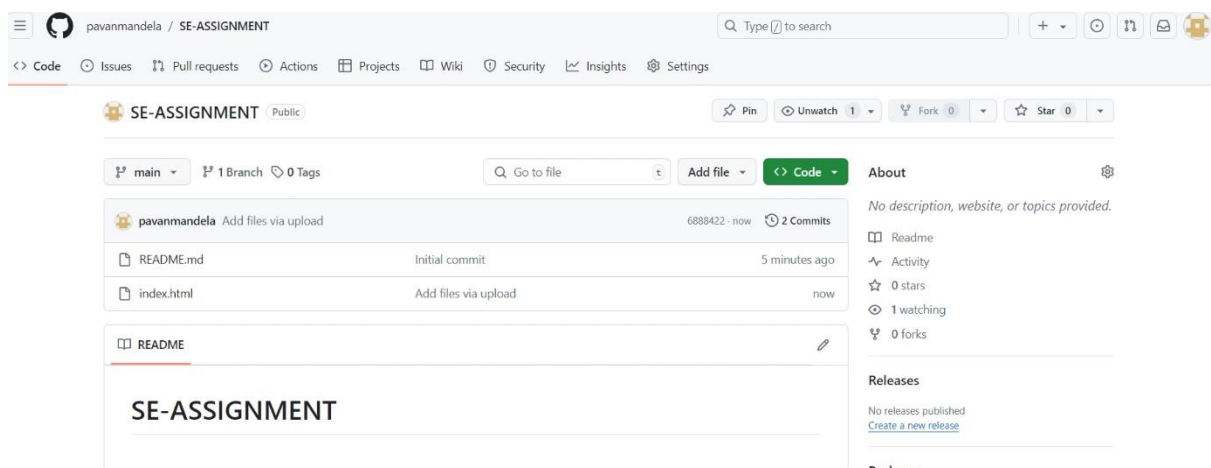 pavanmandela / SE-ASSIGNMENT Type / to search
Code Issues Pull requests Actions Projects Wiki Security Insights Settings
SE-ASSIGNMENT Public Pin Unwatch 1 Fork 0 Star 0
main 1 Branch 0 Tags Go to file t Add file Code
pavanmandela Add files via upload 6888422 · now 2 Commits
README.md Initial commit 5 minutes ago
index.html Add files via upload now
README
SE-ASSIGNMENT
About
No description, website, or topics provided.
Readme
Activity
0 stars
1 watching
0 forks
Releases
No releases published
Create a new release